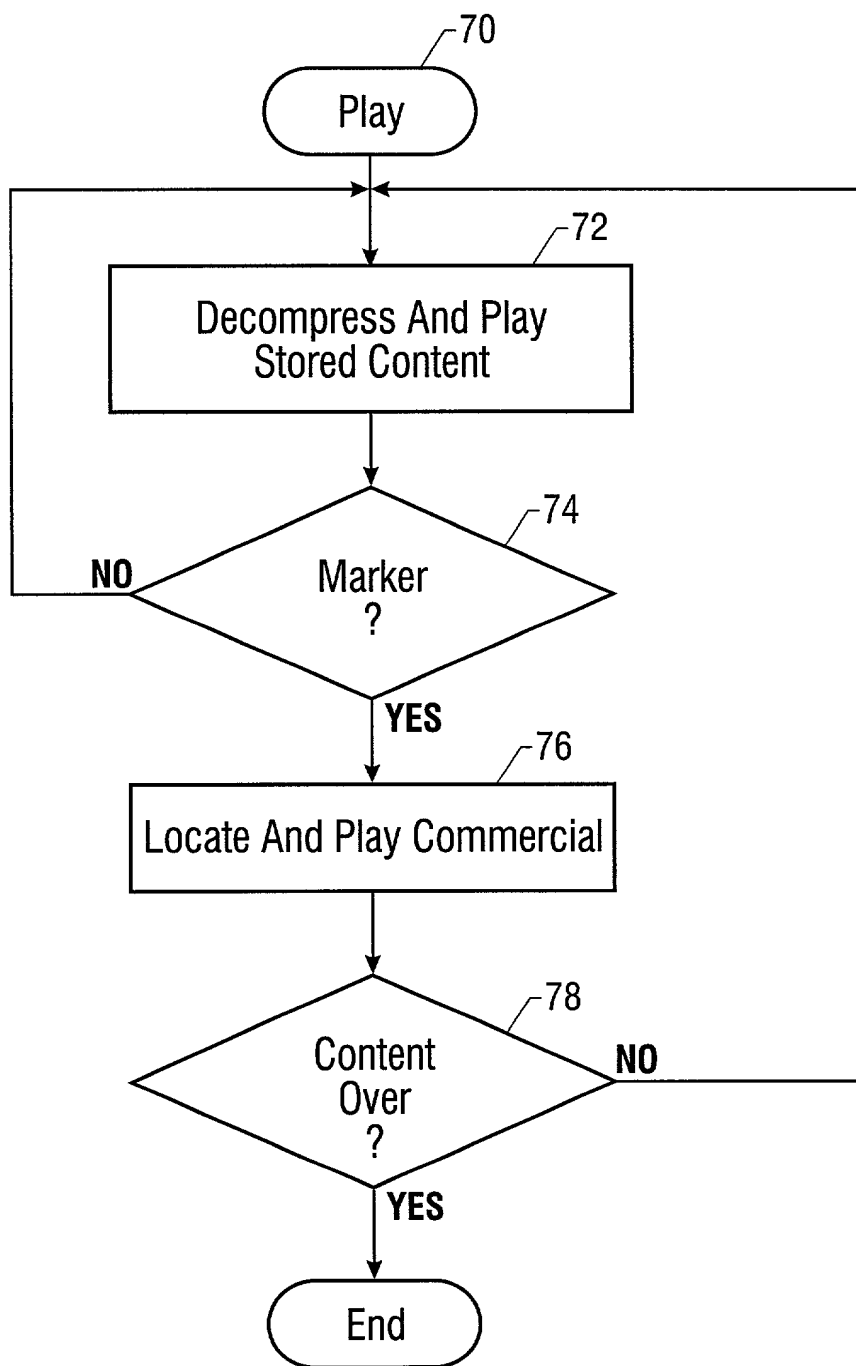 70
Play
72
Decompress And Play
Stored Content
74
Marker
?
NO
YES
76
Locate And Play Commercial
78
Content
Over
?
NO
YES
End